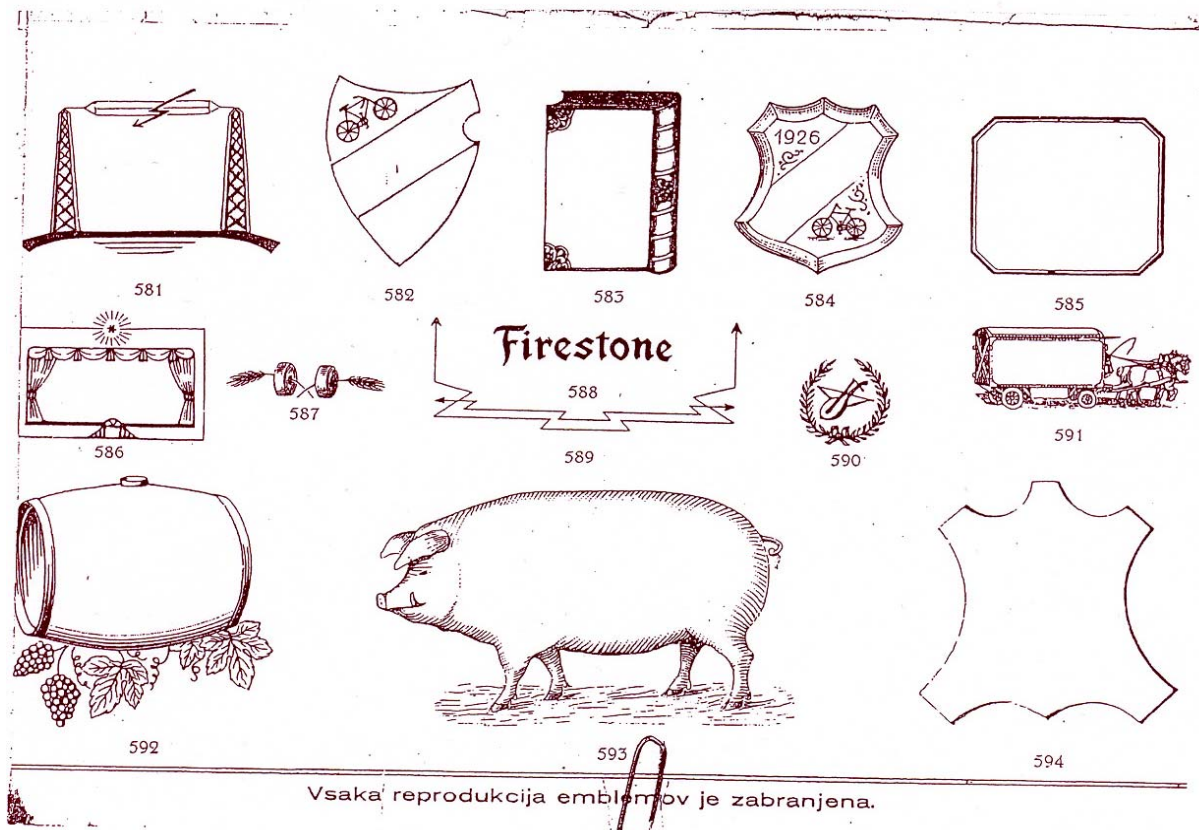 581 582 583 1926 584 585
586 587 Firestone 588 589 590 591
592 593 594
Vsaka reprodukcija emblemov je zabranjena.